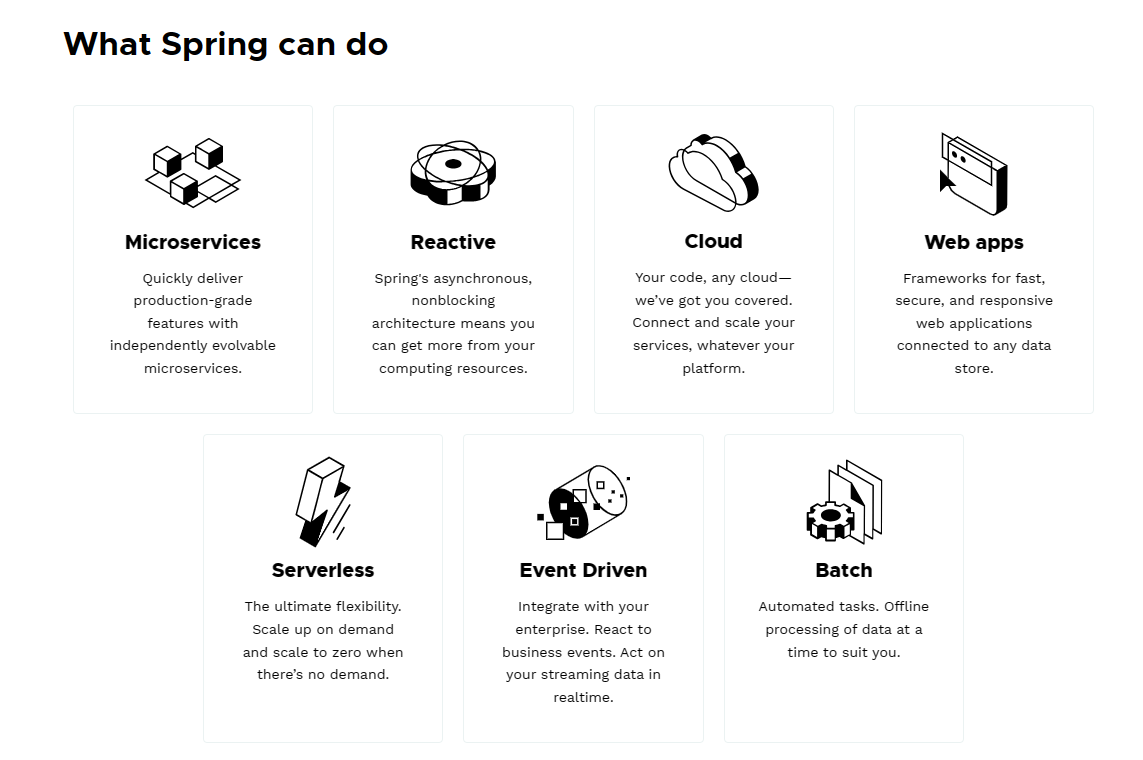 What Spring can do
Microservices
Quickly deliver
production-grade
features with
independently evolvable
microservices.
Reactive
Spring's asynchronous,
nonblocking
architecture means you
can get more from your
computing resources.
Cloud
Your code, any cloud—
we’ve got you covered.
Connect and scale your
services, whatever your
platform.
Web apps
Frameworks for fast,
secure, and responsive
web applications
connected to any data
store.
Serverless
The ultimate flexibility.
Scale up on demand
and scale to zero when
there’s no demand.
Event Driven
Integrate with your
enterprise. React to
business events. Act on
your streaming data in
realtime.
Batch
Automated tasks. Offline
processing of data at a
time to suit you.